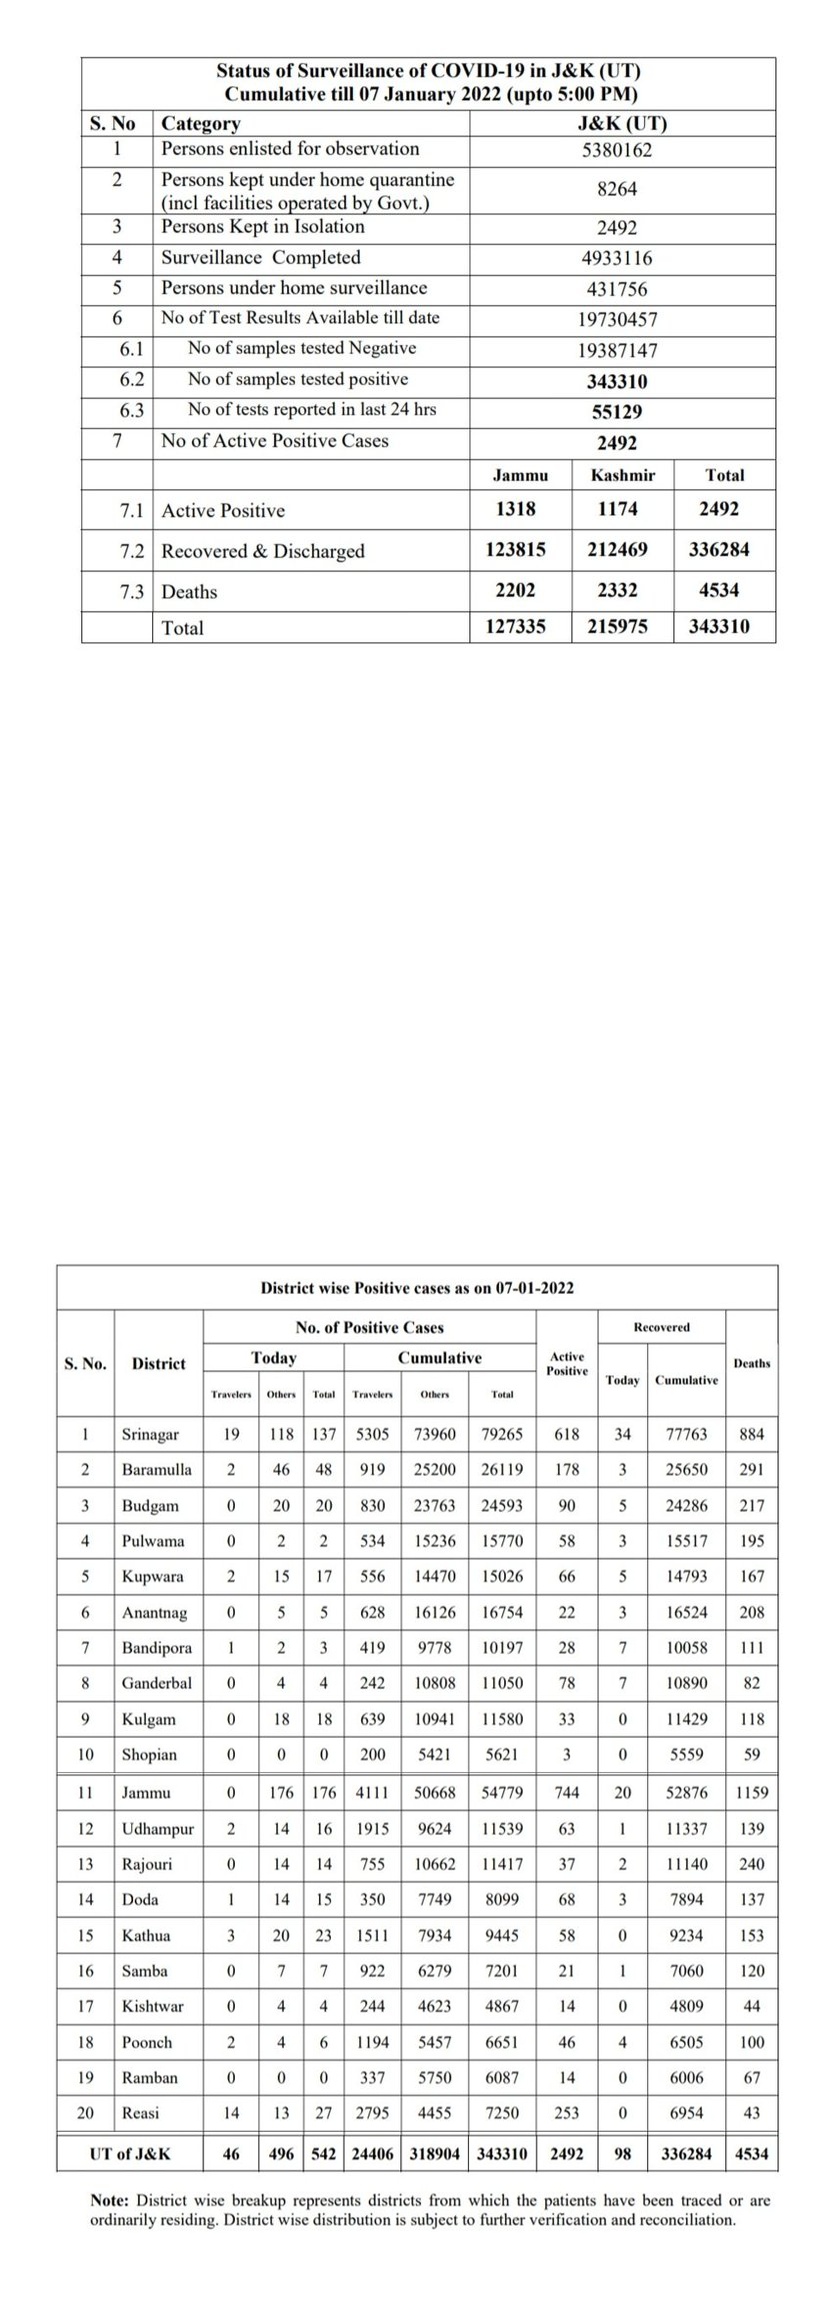 Status of Surveillance of COVID-19 in J&K (UT)
Cumulative till 07 January 2022 (upto 5:00 PM)
S. No Category J&K (UT)
1 Persons enlisted for observation 5380162
2 Persons kept under home quarantine
(incl facilities operated by Govt.) 8264
3 Persons Kept in Isolation 2492
4 Surveillance Completed 4933116
5 Persons under home surveillance 431756
6 No of Test Results Available till date 19730457
6.1 No of samples tested Negative 19387147
6.2 No of samples tested positive 343310
6.3 No of tests reported in last 24 hrs 55129
7 No of Active Positive Cases 2492
Jammu Kashmir Total
7.1 Active Positive 1318 1174 2492
7.2 Recovered & Discharged 123815 212469 336284
7.3 Deaths 2202 2332 4534
Total 127335 215975 343310
District wise Positive cases as on 07-01-2022
S. No. District No. of Positive Cases Active Positive Recovered Deaths
Today Cumulative Today Cumulative
Travelers Others Total Travelers Others Total
1 Srinagar 19 118 137 5305 73960 79265 618 34 77763 884
2 Baramulla 2 46 48 919 25200 26119 178 3 25650 291
3 Budgam 0 20 20 830 23763 24593 90 5 24286 217
4 Pulwama 0 2 2 534 15236 15770 58 3 15517 195
5 Kupwara 2 15 17 556 14470 15026 66 5 14793 167
6 Anantnag 0 5 5 628 16126 16754 22 3 16524 208
7 Bandipora 1 2 3 419 9778 10197 28 7 10058 111
8 Ganderbal 0 4 4 242 10808 11050 78 7 10890 82
9 Kulgam 0 18 18 639 10941 11580 33 0 11429 118
10 Shopian 0 0 0 200 5421 5621 3 0 5559 59
11 Jammu 0 176 176 4111 50668 54779 744 20 52876 1159
12 Udhampur 2 14 16 1915 9624 11539 63 1 11337 139
13 Rajouri 0 14 14 755 10662 11417 37 2 11140 240
14 Doda 1 14 15 350 7749 8099 68 3 7894 137
15 Kathua 3 20 23 1511 7934 9445 58 0 9234 153
16 Samba 0 7 7 922 6279 7201 21 1 7060 120
17 Kishtwar 0 4 4 244 4623 4867 14 0 4809 44
18 Poonch 2 4 6 1194 5457 6651 46 4 6505 100
19 Ramban 0 0 0 337 5750 6087 14 0 6006 67
20 Reasi 14 13 27 2795 4455 7250 253 0 6954 43
UT of J&K 46 496 542 24406 318904 343310 2492 98 336284 4534
Note: District wise breakup represents districts from which the patients have been traced or are
ordinarily residing. District wise distribution is subject to further verification and reconciliation.